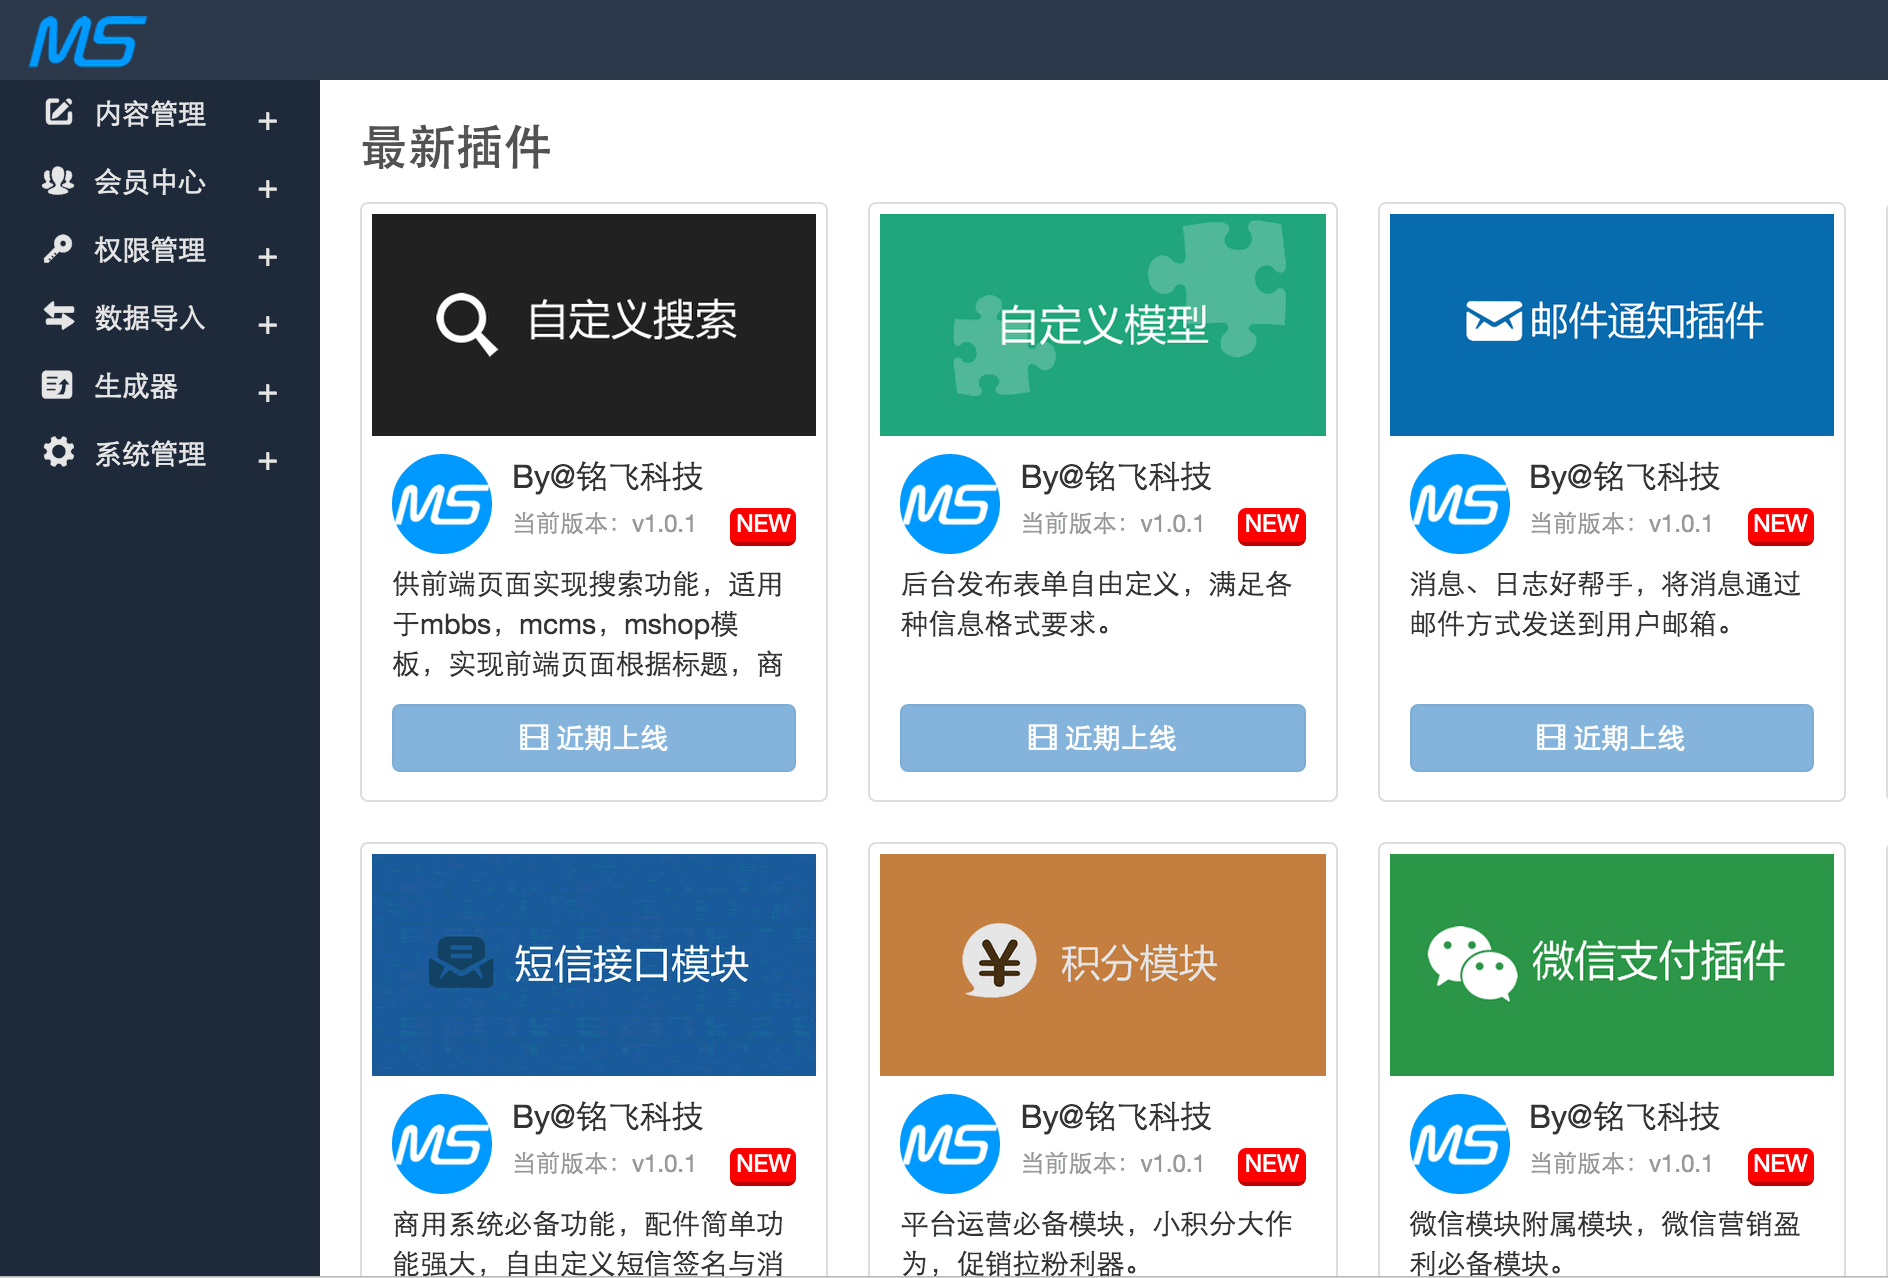 MS
内容管理 +
会员中心 +
权限管理 +
数据导入 +
生成器 +
系统管理 +
最新插件
自定义搜索
MS
By@铭飞科技
当前版本：v1.0.1
NEW
供前端页面实现搜索功能，适用
于mbbs，mcms，mshop模
板，实现前端页面根据标题，商
近期上线
自定义模型
MS
By@铭飞科技
当前版本：v1.0.1
NEW
后台发布表单自由定义，满足各
种信息格式要求。
近期上线
邮件通知插件
MS
By@铭飞科技
当前版本：v1.0.1
NEW
消息、日志好帮手，将消息通过
邮件方式发送到用户邮箱。
近期上线
短信接口模块
MS
By@铭飞科技
当前版本：v1.0.1
NEW
商用系统必备功能，配件简单功
能强大，自由定义短信签名与消
¥
积分模块
MS
By@铭飞科技
当前版本：v1.0.1
NEW
平台运营必备模块，小积分大作
为，促销拉粉利器。
微信支付插件
MS
By@铭飞科技
当前版本：v1.0.1
NEW
微信模块附属模块，微信营销盈
利必备模块。